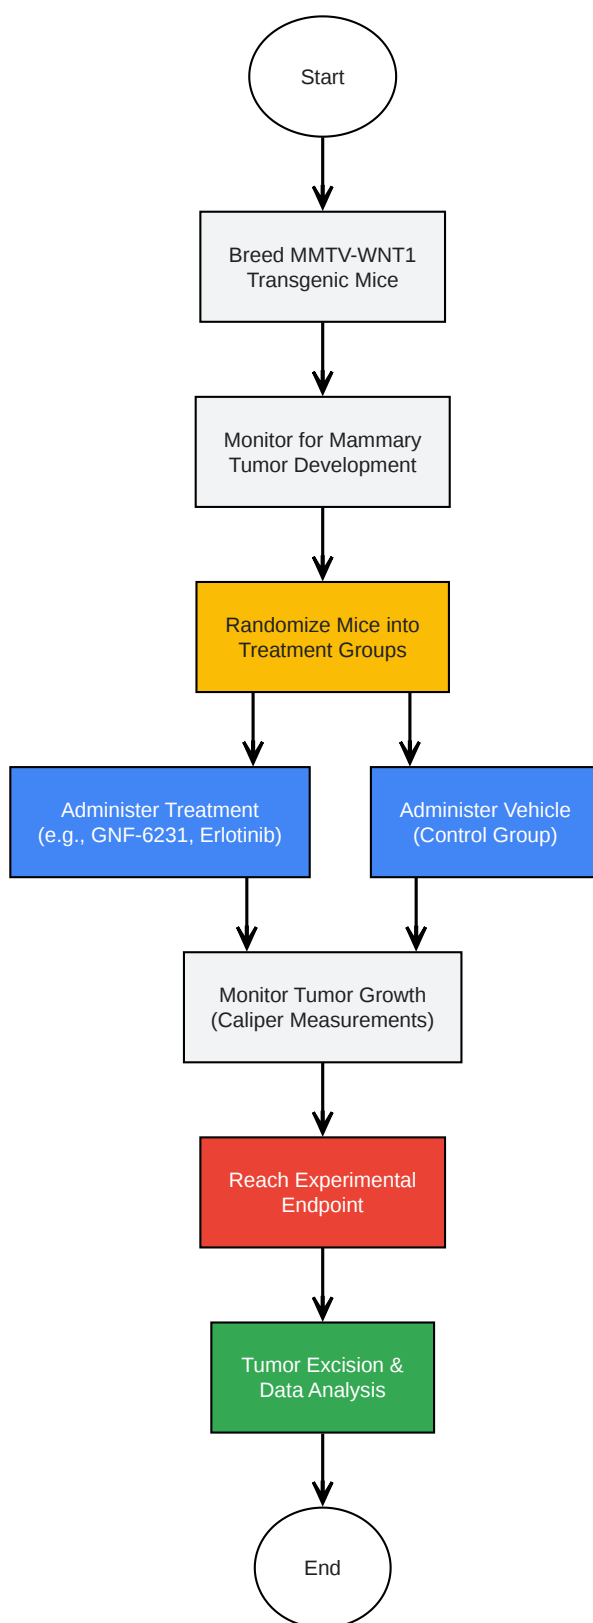 Start
Breed MMTV-WNT1
Transgenic Mice
Monitor for Mammary
Tumor Development
Randomize Mice into
Treatment Groups
Administer Treatment
(e.g., GNF-6231, Erlotinib)
Administer Vehicle
(Control Group)
Monitor Tumor Growth
(Caliper Measurements)
Reach Experimental
Endpoint
Tumor Excision &
Data Analysis
End